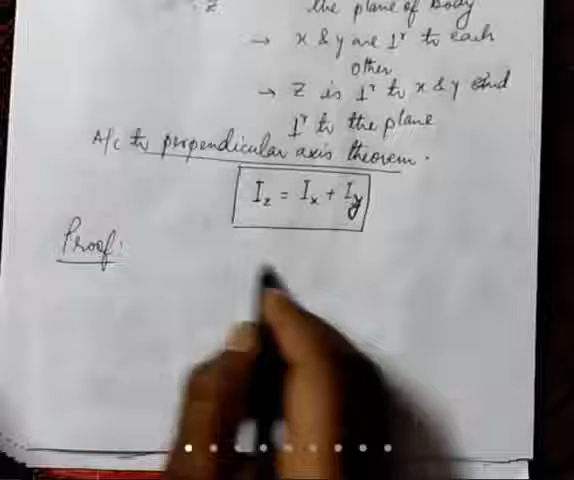 Z the plane of body
→ x & y are ⊥r to each
other
→ Z is ⊥r to x & y and
⊥r to the plane
A/c to perpendicular axis theorem.
Iz = Ix + Iy
Proof: